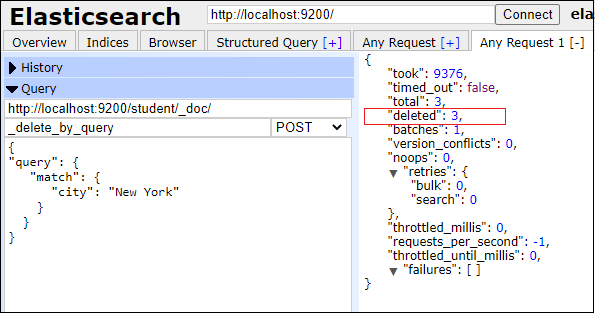 Elasticsearch http://localhost:9200/ Connect ela
Overview Indices Browser Structured Query [+] Any Request [+] Any Request 1 [-]
History
Query
http://localhost:9200/student/_doc/
_delete_by_query POST
{
"query": {
"match": {
"city": "New York"
}
}
}
{
"took": 9376,
"timed_out": false,
"total": 3,
"deleted": 3,
"batches": 1,
"version_conflicts": 0,
"noops": 0,
"retries": {
"bulk": 0,
"search": 0
},
"throttled_millis": 0,
"requests_per_second": -1,
"throttled_until_millis": 0,
"failures": [ ]
}